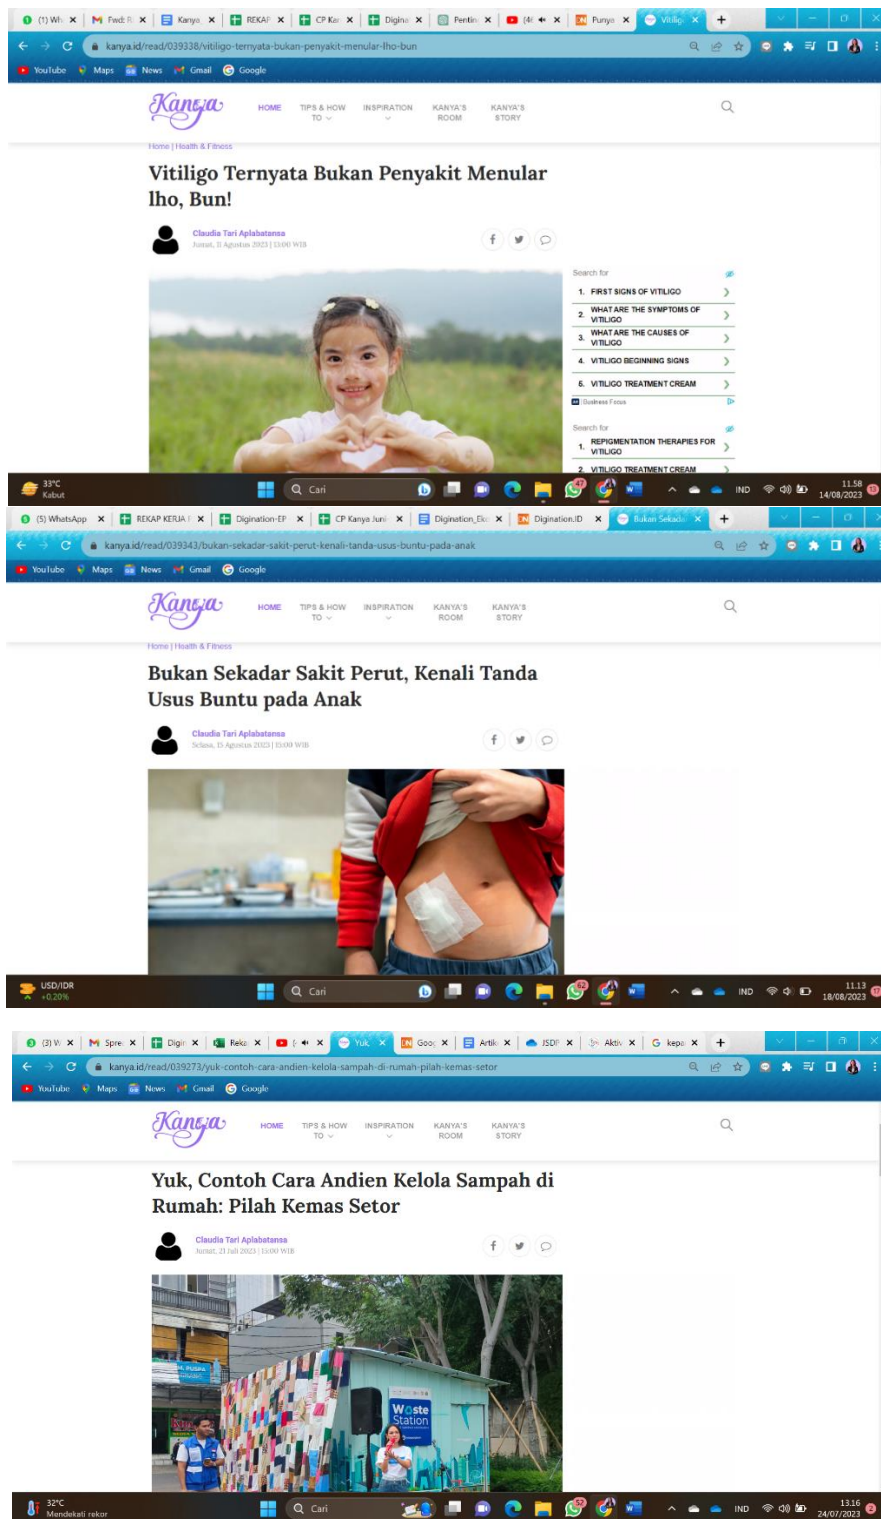 (1) Wh
Fwd: R
Kanya
REKAP
CP Kan
Digina
Pentin
(4
Punya
Vitilig
kanya.id/read/039338/vitiligo-ternyata-bukan-penyakit-menular-lho-bun
YouTube Maps News Gmail Google
Kanya
HOME
TIPS & HOW TO
INSPIRATION
KANYA'S ROOM
KANYA'S STORY
Home | Health & Fitness
Vitiligo Ternyata Bukan Penyakit Menular
lho, Bun!
Claudia Tari Aplabatansa
Jumat, 11 Agustus 2023 | 13:00 WIB
Search for
1. FIRST SIGNS OF VITILIGO
2. WHAT ARE THE SYMPTOMS OF
VITILIGO
3. WHAT ARE THE CAUSES OF
VITILIGO
4. VITILIGO BEGINNING SIGNS
5. VITILIGO TREATMENT CREAM
Business Focus
Search for
1. REPIGMENTATION THERAPIES FOR
VITILIGO
2. VITILIGO TREATMENT CREAM
33°C
Kabut
Cari
47
IND
11.58
14/08/2023
(5) WhatsApp
REKAP KERJA
Digination-EP
CP Kanya Juni
Digination_Eko
Digination.ID
Bukan Sekada
kanya.id/read/039343/bukan-sekadar-sakit-perut-kenali-tanda-usus-buntu-pada-anak
YouTube Maps News Gmail Google
Kanya
HOME
TIPS & HOW TO
INSPIRATION
KANYA'S ROOM
KANYA'S STORY
Home | Health & Fitness
Bukan Sekadar Sakit Perut, Kenali Tanda
Usus Buntu pada Anak
Claudia Tari Aplabatansa
Selasa, 15 Agustus 2023 | 15:00 WIB
USD/IDR
+0.20%
Cari
62
IND
11.13
18/08/2023
(3) W
Spre
Digin
Reka
Yuk,
Goog
Artik
JSDP
Aktiv
kepa
kanya.id/read/039273/yuk-contoh-cara-andien-kelola-sampah-di-rumah-pilah-kemas-setor
YouTube Maps News Gmail Google
Kanya
HOME
TIPS & HOW TO
INSPIRATION
KANYA'S ROOM
KANYA'S STORY
Yuk, Contoh Cara Andien Kelola Sampah di
Rumah: Pilah Kemas Setor
Claudia Tari Aplabatansa
Jumat, 21 Juli 2023 | 15:00 WIB
Waste
Station
32°C
Mendekati rekor
Cari
52
IND
13.16
24/07/2023